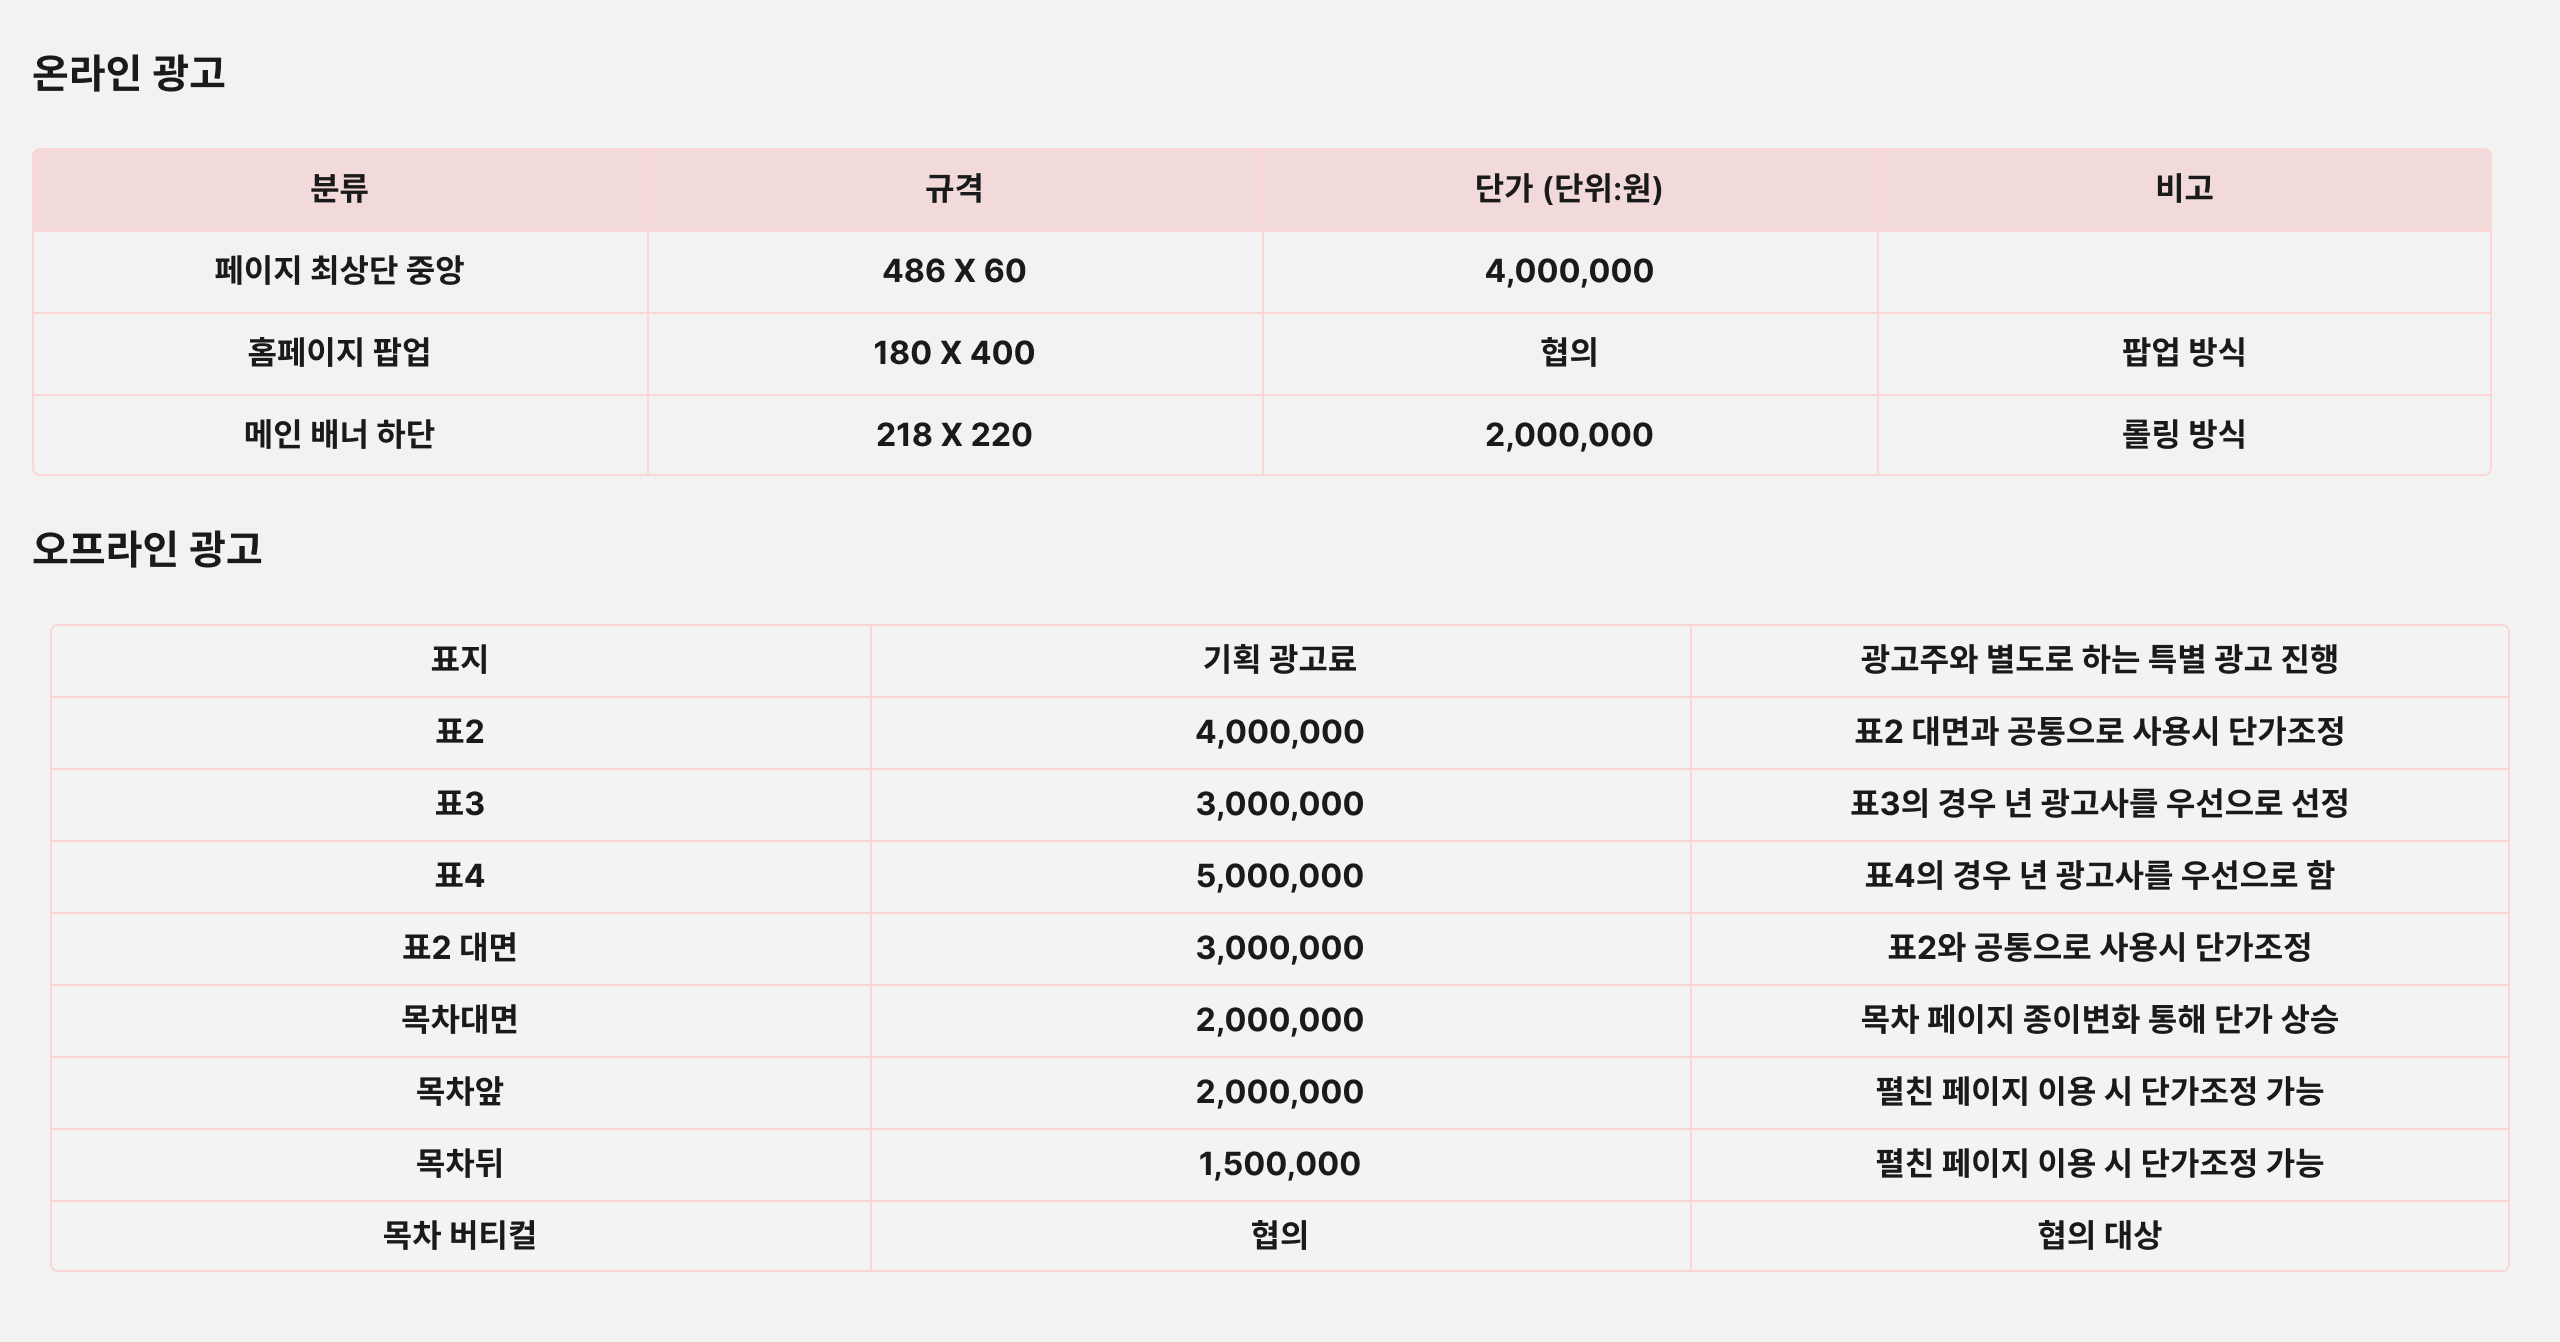 온라인 광고
분류 규격 단가 (단위:원) 비고
페이지 최상단 중앙 486 X 60 4,000,000
홈페이지 팝업 180 X 400 협의 팝업 방식
메인 배너 하단 218 X 220 2,000,000 롤링 방식
오프라인 광고
표지 기획 광고료 광고주와 별도로 하는 특별 광고 진행
표2 4,000,000 표2 대면과 공통으로 사용시 단가조정
표3 3,000,000 표3의 경우 년 광고사를 우선으로 선정
표4 5,000,000 표4의 경우 년 광고사를 우선으로 함
표2 대면 3,000,000 표2와 공통으로 사용시 단가조정
목차대면 2,000,000 목차 페이지 종이변화 통해 단가 상승
목차앞 2,000,000 펼친 페이지 이용 시 단가조정 가능
목차뒤 1,500,000 펼친 페이지 이용 시 단가조정 가능
목차 버티컬 협의 협의 대상